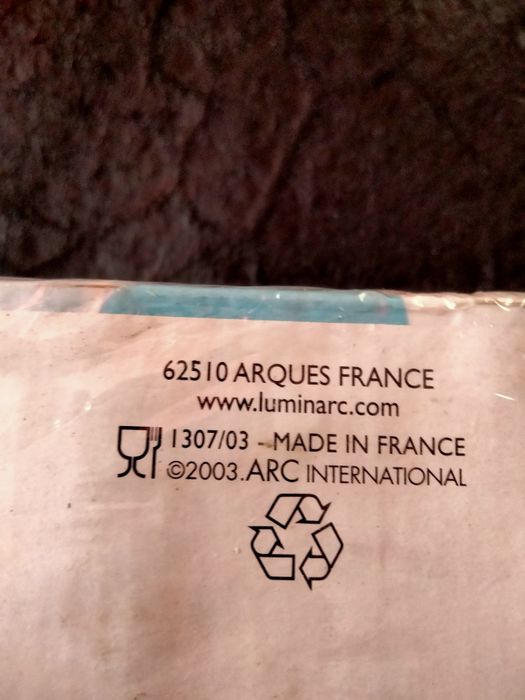 62510 ARQUES FRANCE
www.luminarc.com
1307/03 - MADE IN FRANCE
©2003.ARC INTERNATIONAL